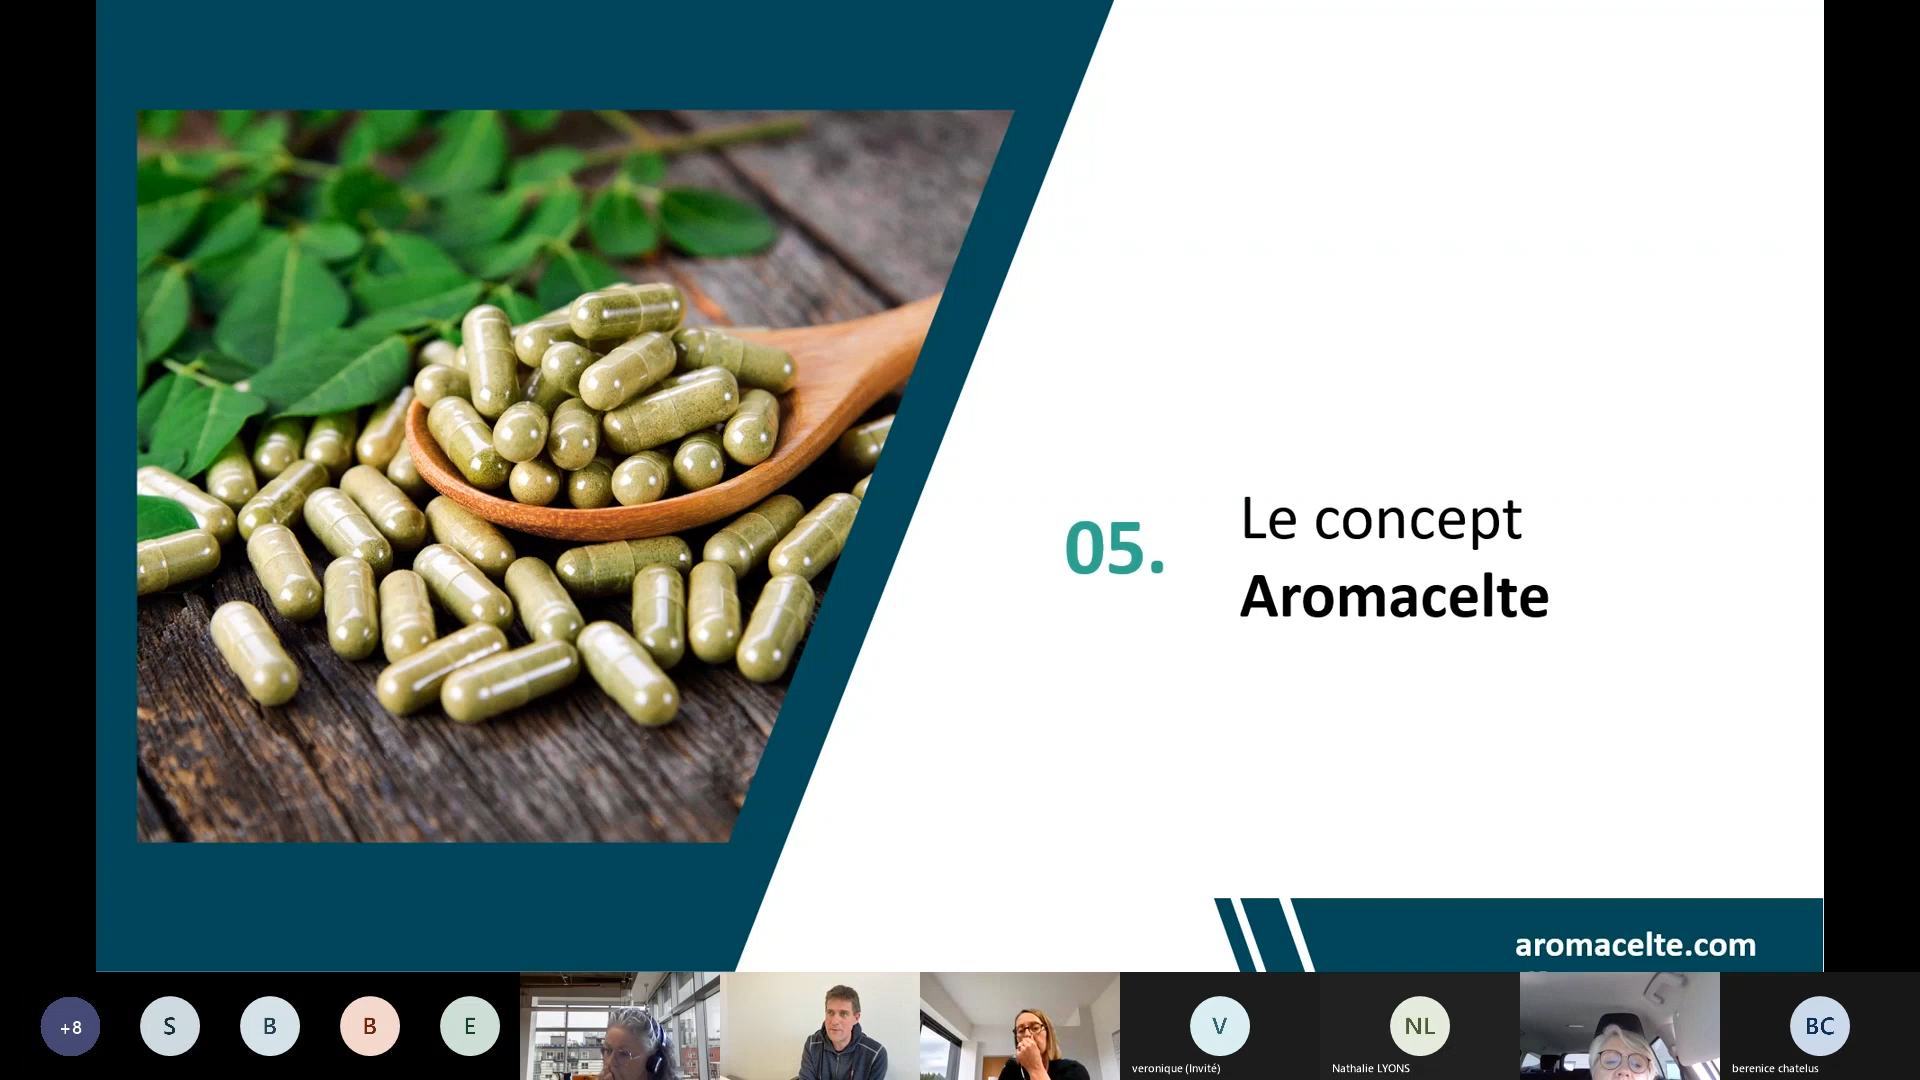 05.
Le concept
Aromacelte
aromacelte.com
+8
S
B
B
E
V
veronique (Invité)
NL
Nathalie LYONS
BC
berenice chatelus